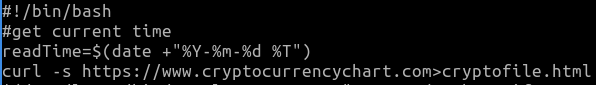 #!/bin/bash
#get current time
readTime=$(date +"%Y-%m-%d %T")
curl -s https://www.cryptocurrencychart.com>cryptofile.html